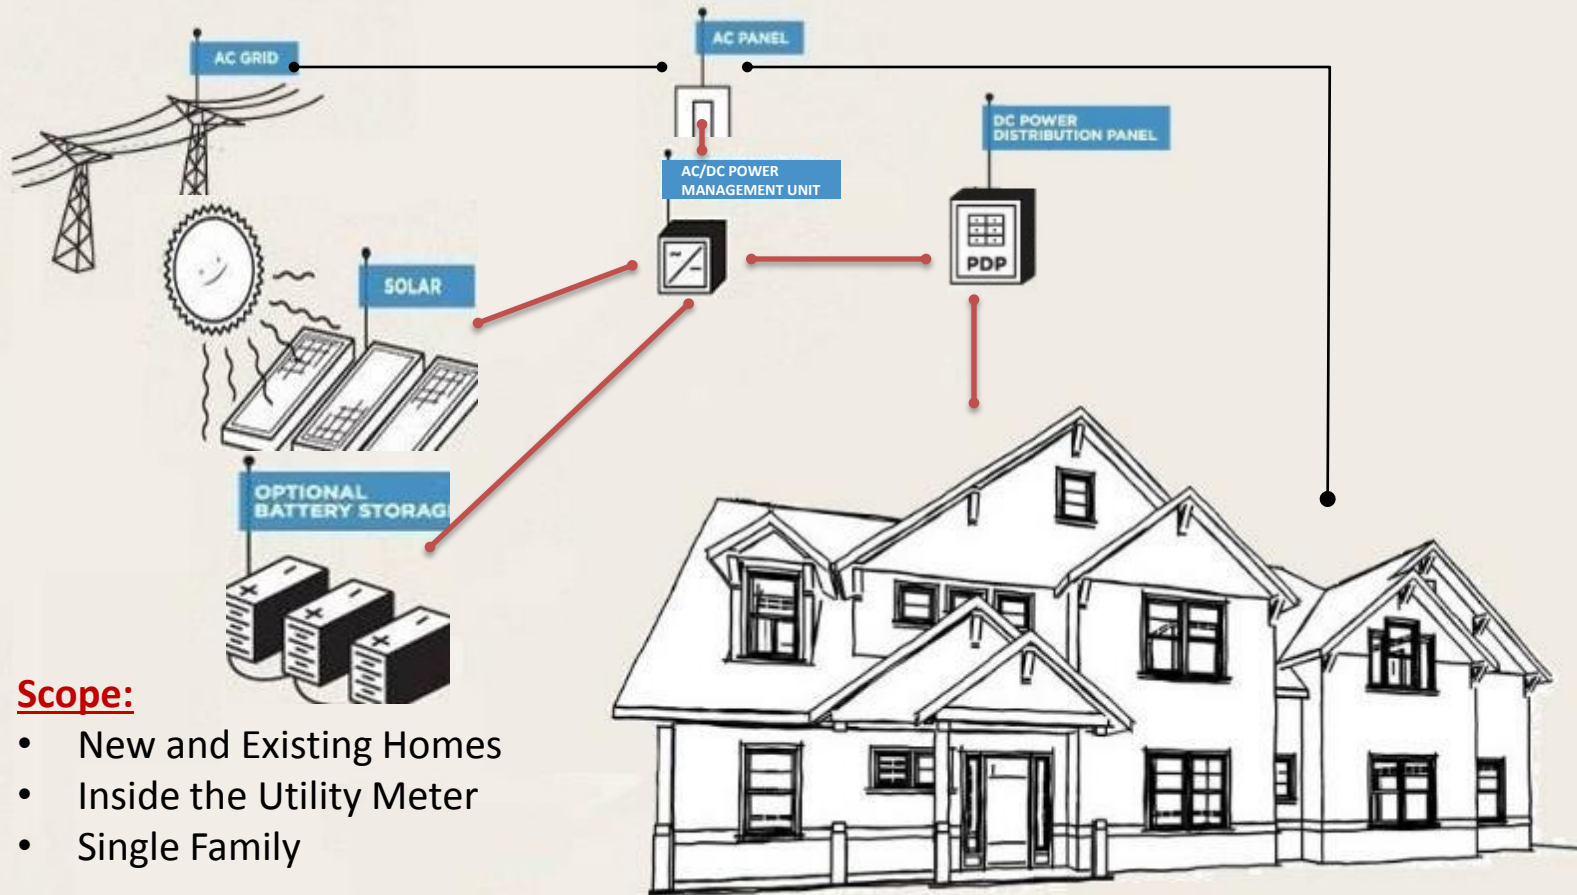 AC GRID
AC PANEL
DC POWER
DISTRIBUTION PANEL
AC/DC POWER
MANAGEMENT UNIT
~
–
PDP
SOLAR
OPTIONAL
BATTERY STORAG
+ -
+ -
+ -
Scope:
• New and Existing Homes
• Inside the Utility Meter
• Single Family